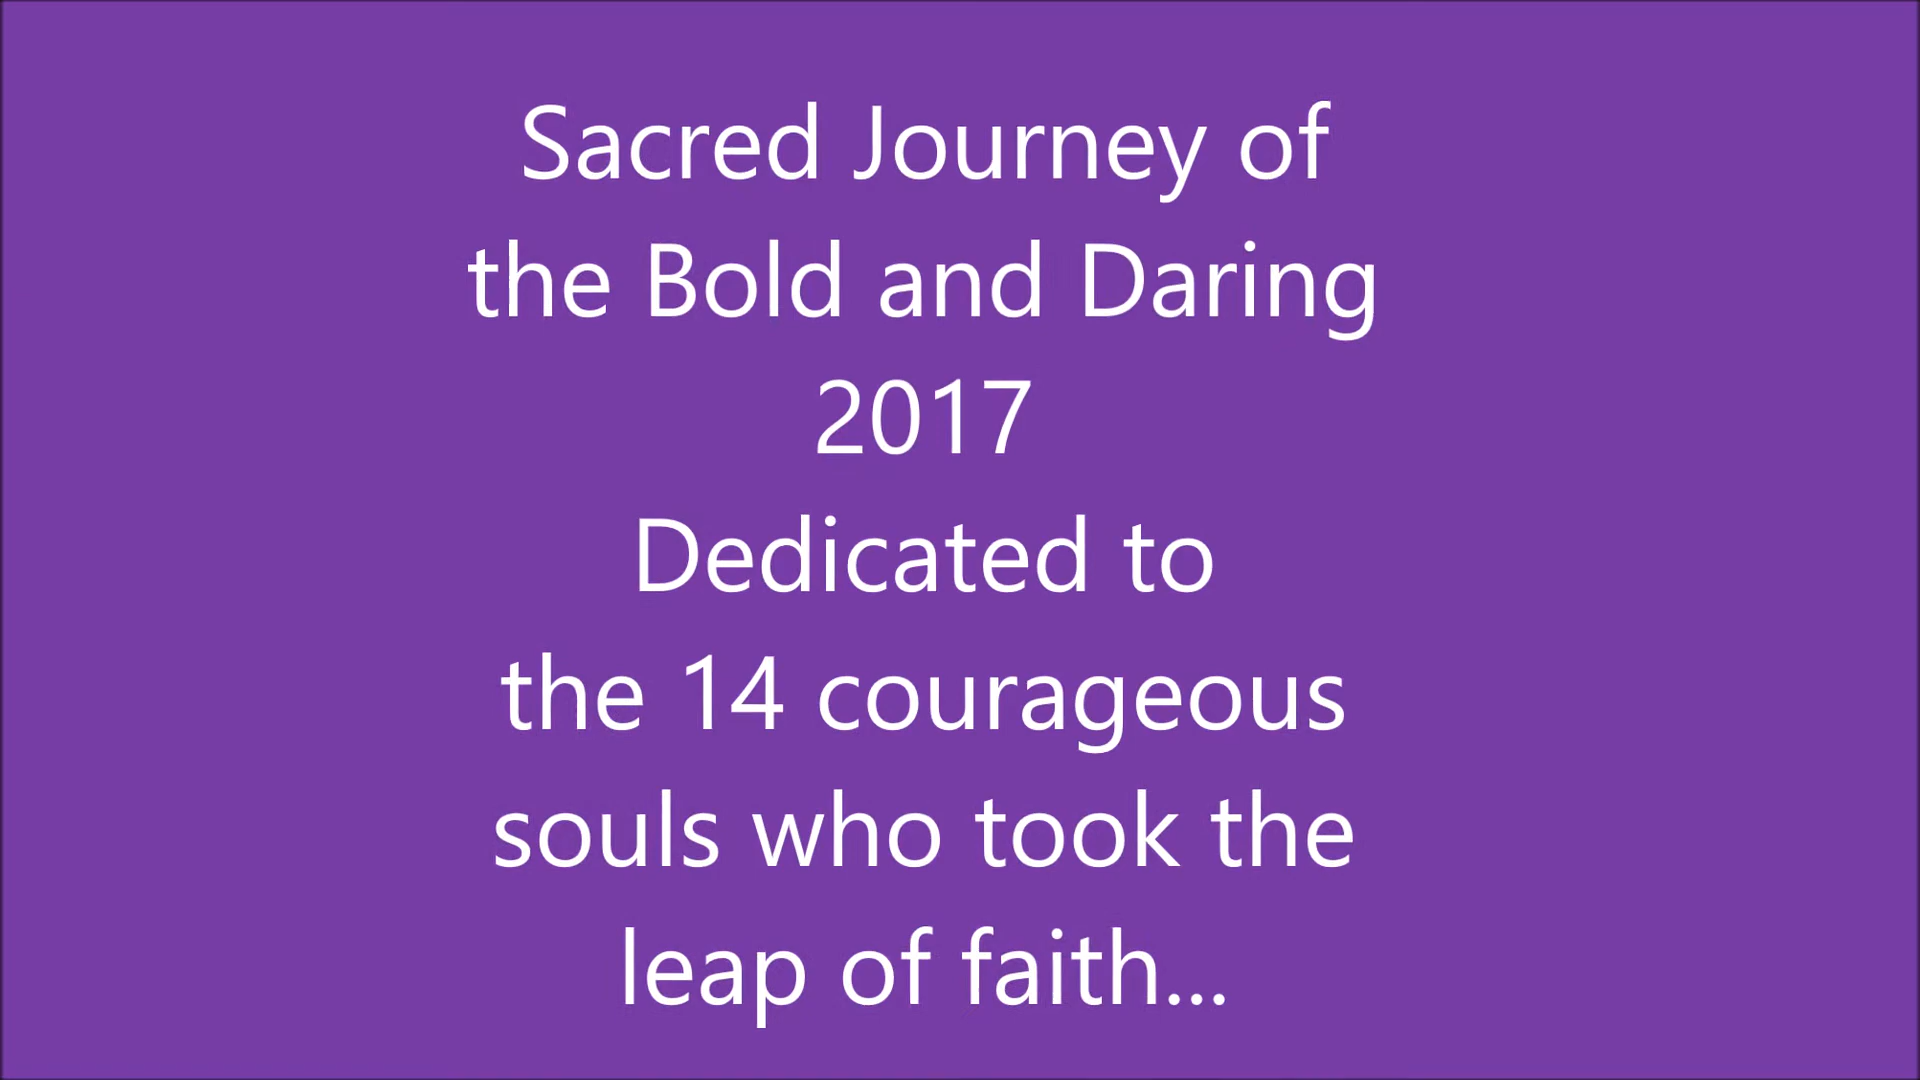 Sacred Journey of
the Bold and Daring
2017
Dedicated to
the 14 courageous
souls who took the
leap of faith...